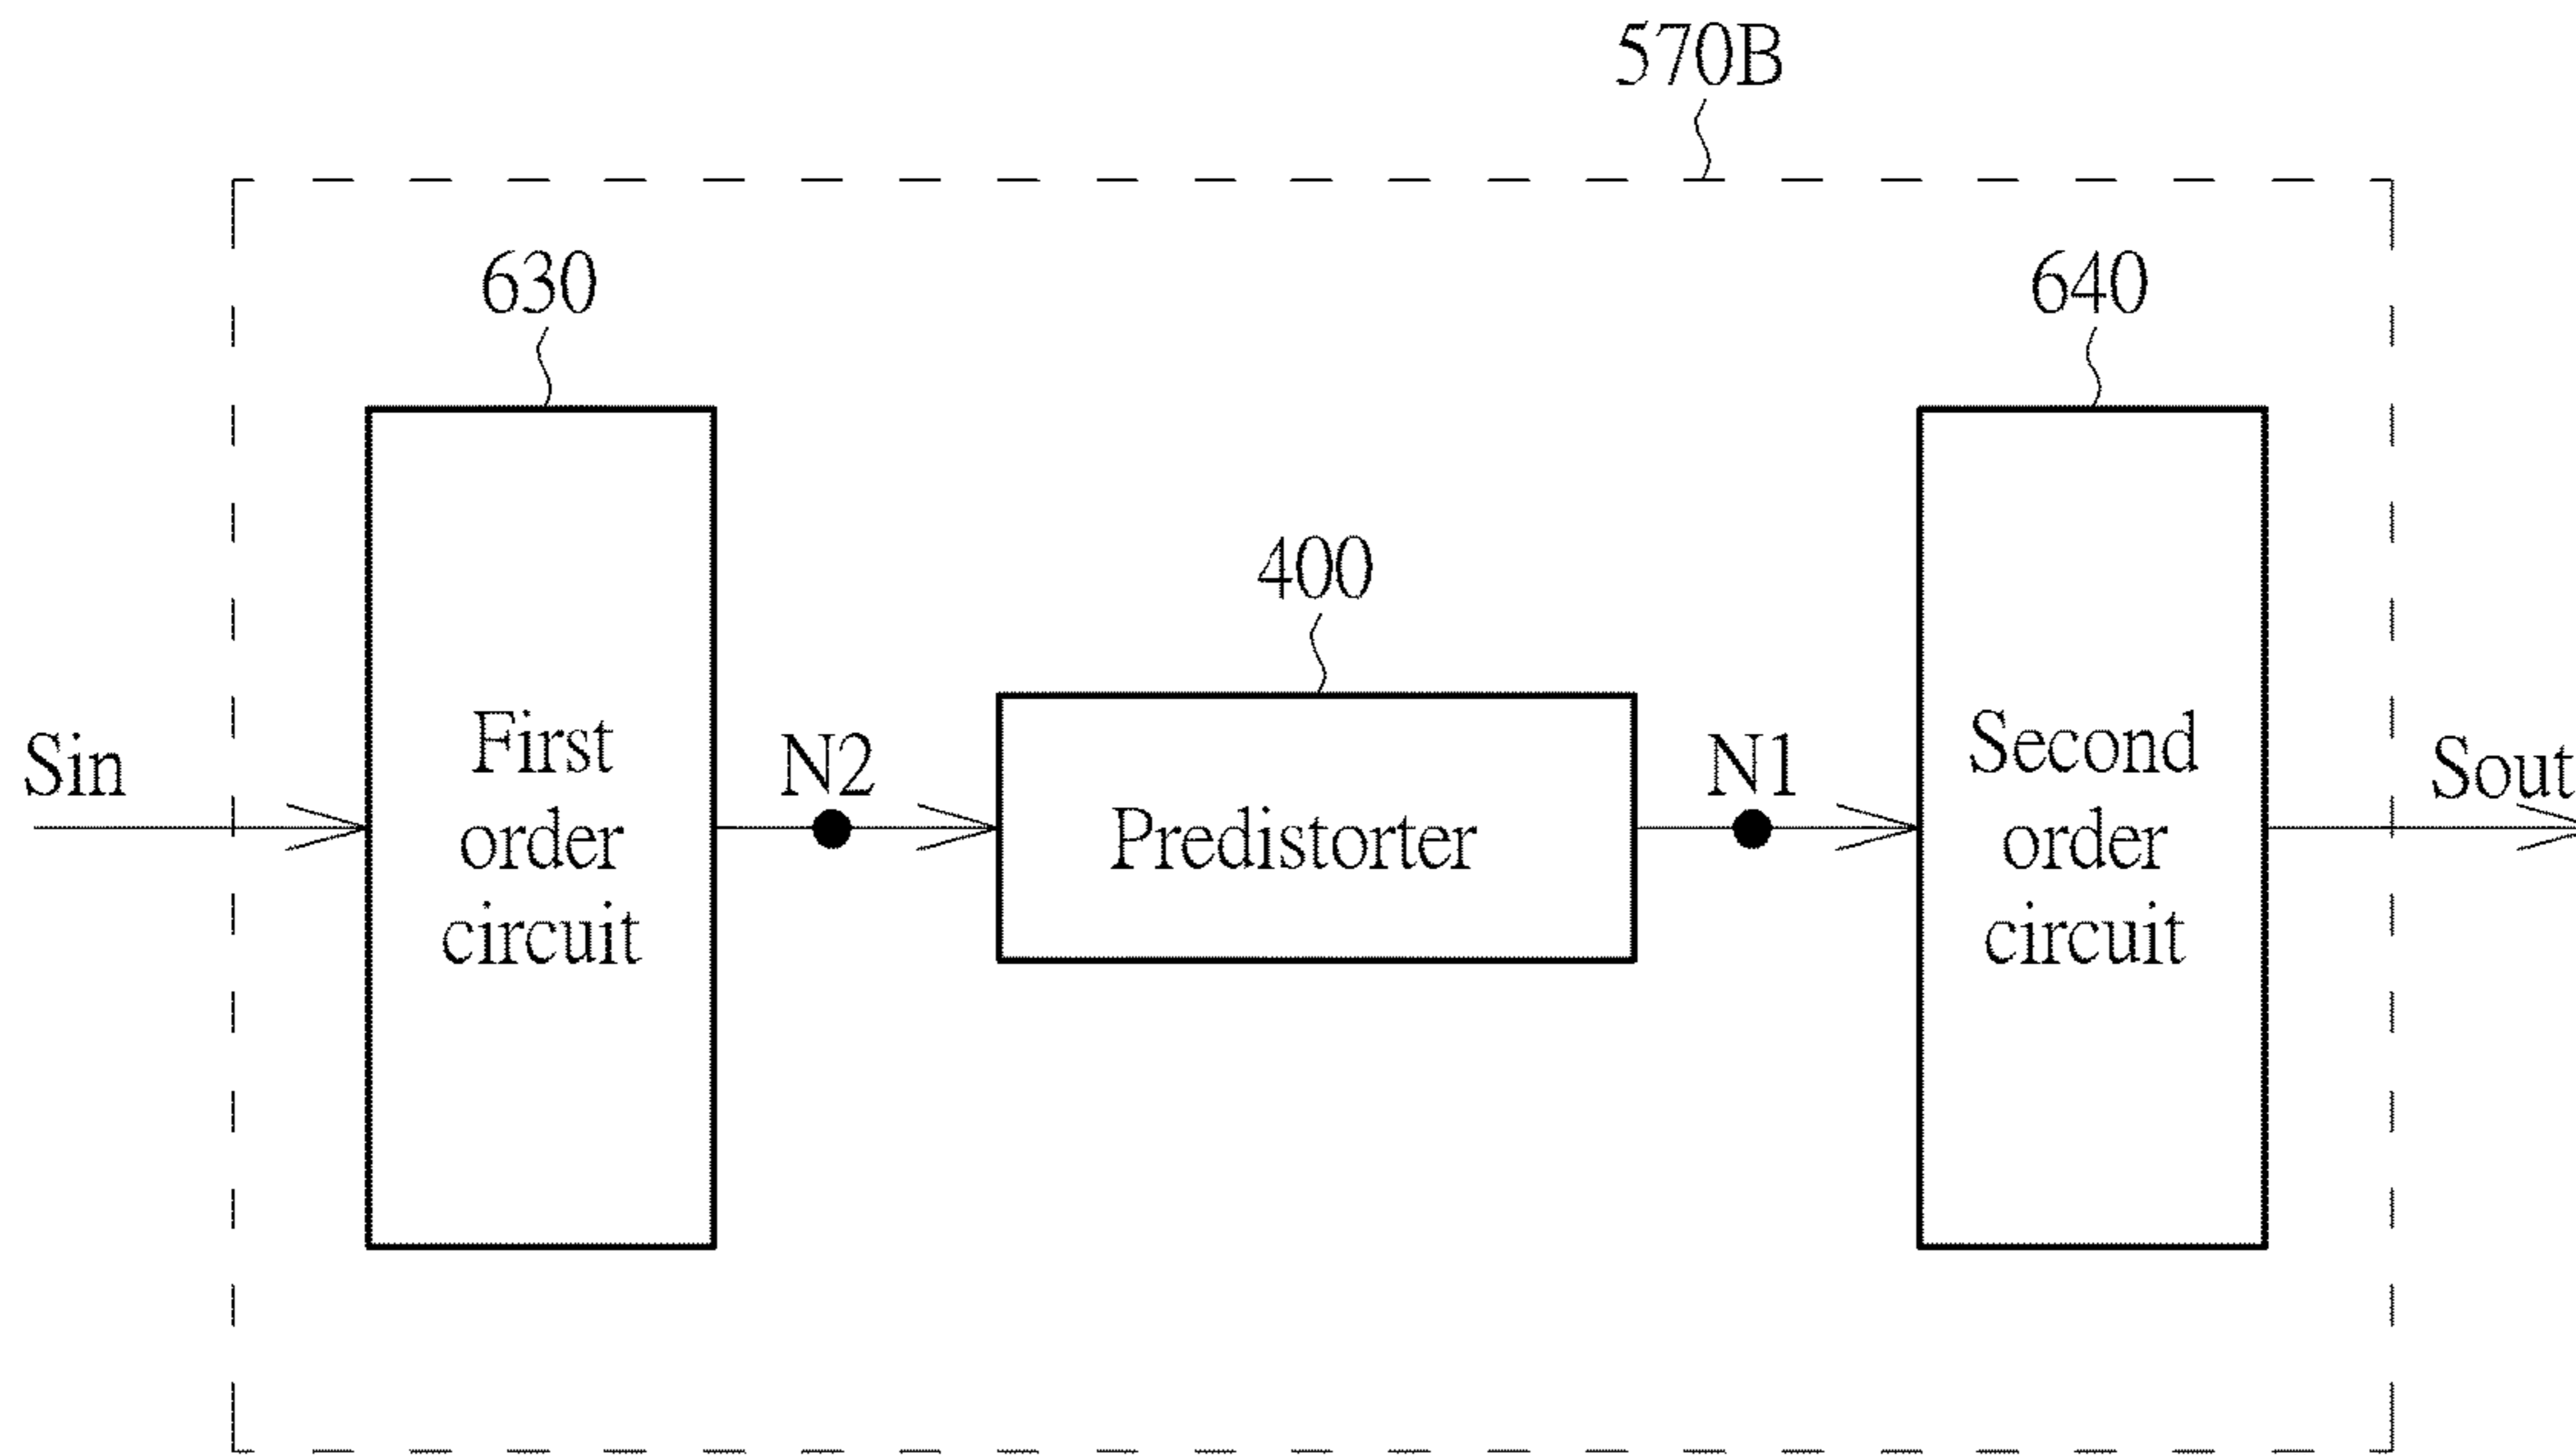 570B
630
640
400
Sin
First
order
circuit
N2
Predistorter
N1
Second
order
circuit
Sout